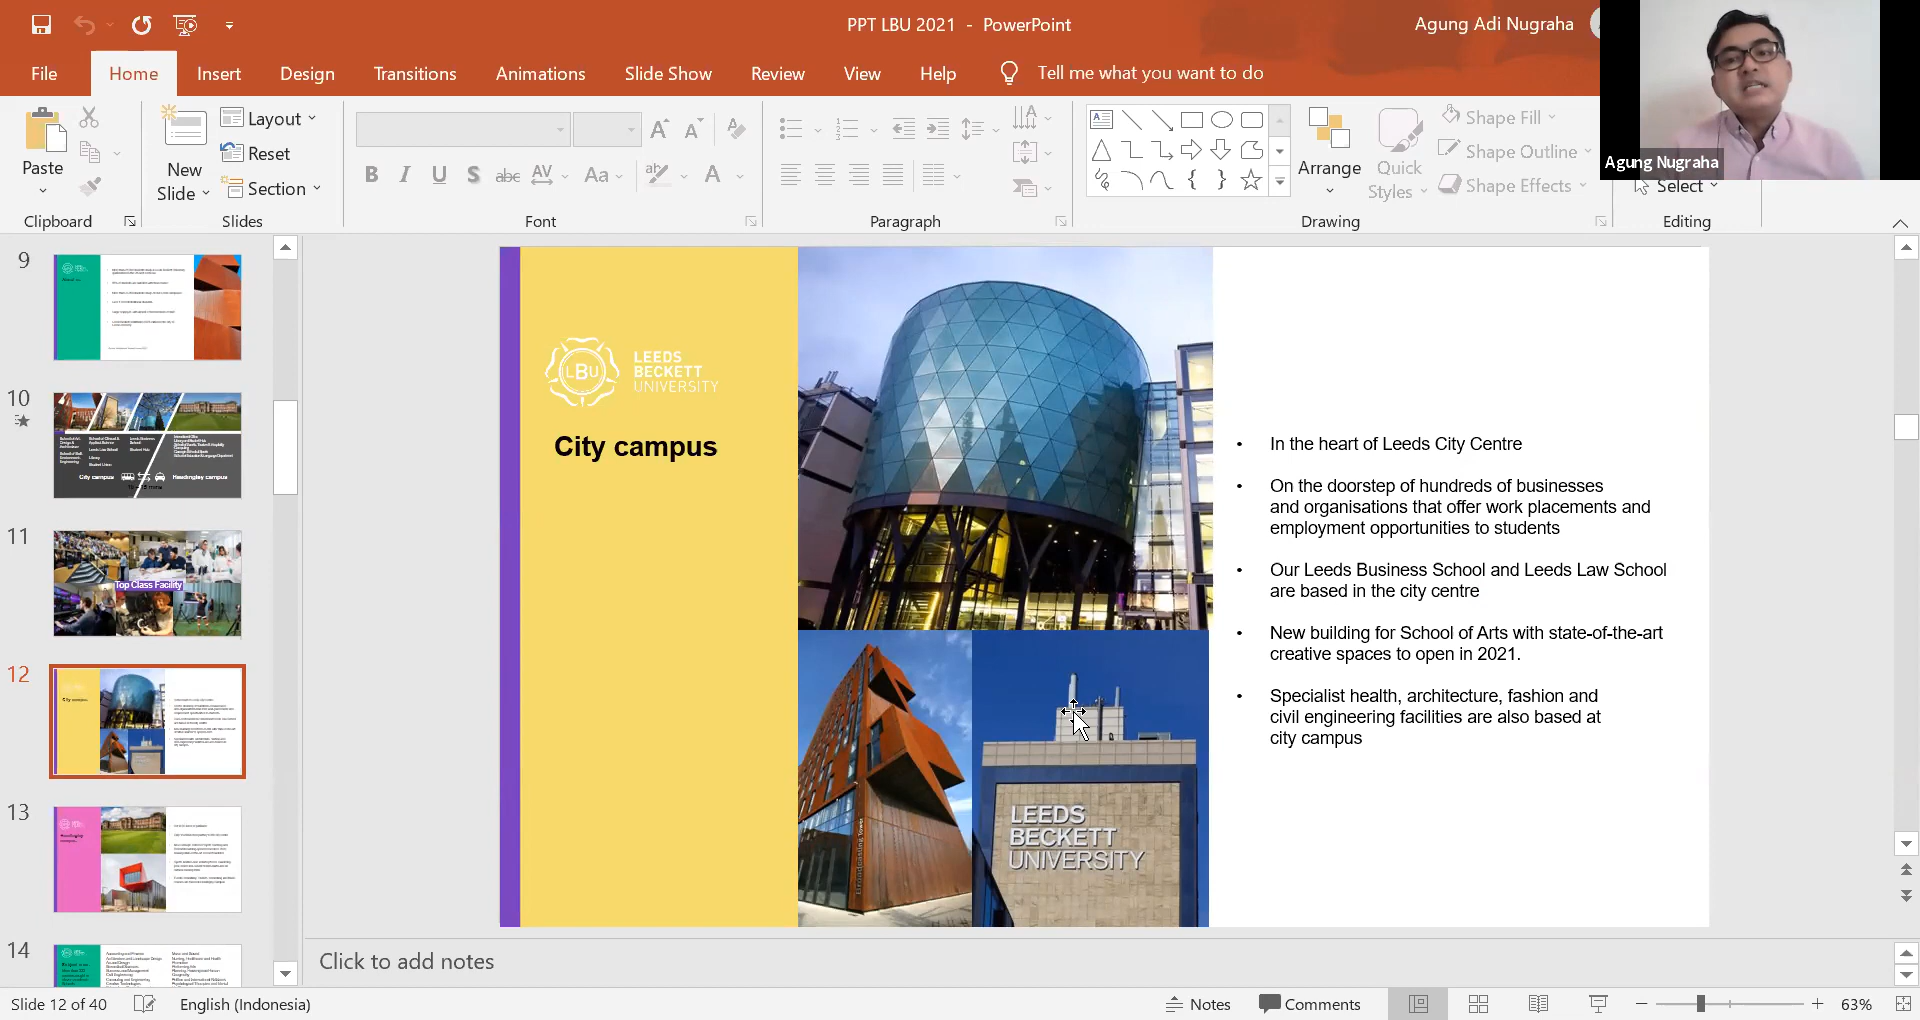 PPT LBU 2021 - PowerPoint
Agung Adi Nugraha
File Home Insert Design Transitions Animations Slide Show Review View Help Tell me what you want to do
Agung Nugraha
Paste
New Slide
Layout
Reset
Section
Arrange
Quick Styles
Shape Fill
Shape Outline
Shape Effects
Select
Clipboard Slides Font Paragraph Drawing Editing
9
10
City campus
Headingley campus
11
Top Class Facility
12
13
14
LBU
LEEDS
BECKETT
UNIVERSITY
City campus
Broadcasting Tower
LEEDS
BECKETT
UNIVERSITY
• In the heart of Leeds City Centre
• On the doorstep of hundreds of businesses
and organisations that offer work placements and
employment opportunities to students
• Our Leeds Business School and Leeds Law School
are based in the city centre
• New building for School of Arts with state-of-the-art
creative spaces to open in 2021.
• Specialist health, architecture, fashion and
civil engineering facilities are also based at
city campus
Click to add notes
Slide 12 of 40 English (Indonesia) Notes Comments 63%